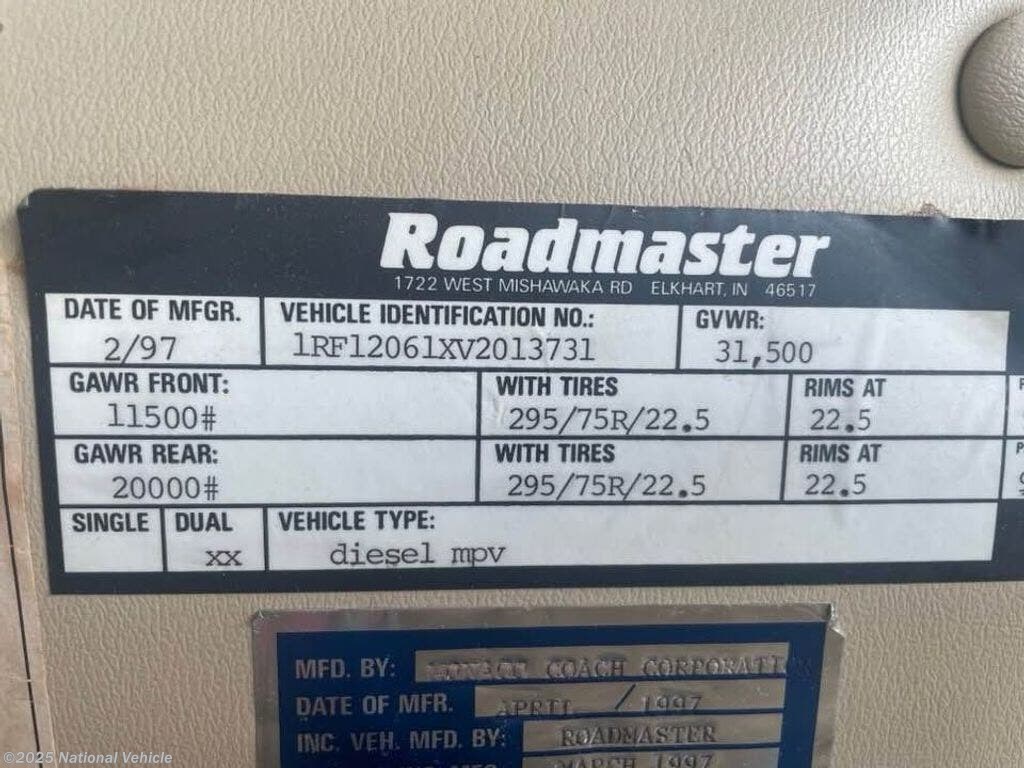 Roadmaster
1722 WEST MISHAWAKA RD ELKHART, IN 46517
DATE OF MFGR. VEHICLE IDENTIFICATION NO.: GVWR:
2/97 1RF12061XV2013731 31,500
GAWR FRONT: WITH TIRES RIMS AT
11500# 295/75R/22.5 22.5
GAWR REAR: WITH TIRES RIMS AT
20000# 295/75R/22.5 22.5
SINGLE DUAL VEHICLE TYPE:
xx diesel mpv
MFD. BY: COACH CORPORATION
DATE OF MFR. APRIL / 1997
INC. VEH. MFD. BY: ROADMASTER
MARCH 1997
©2025 National Vehicle